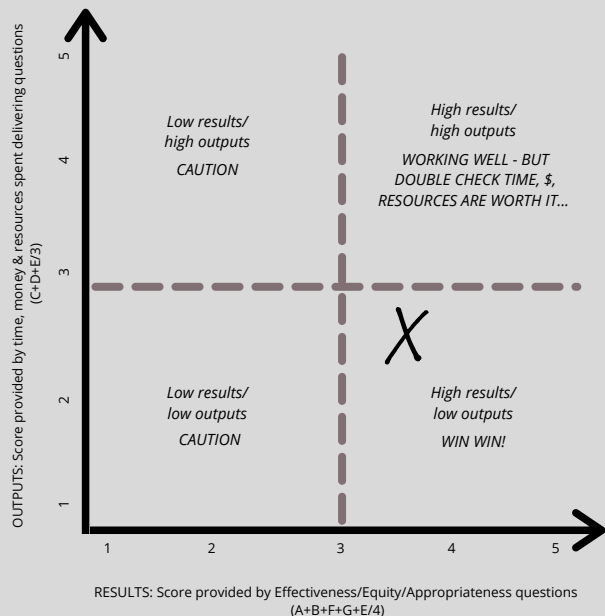 OUTPUTS: Score provided by time, money & resources spent delivering questions
(C+D+E/3)
5
4
3
2
1
Low results/
high outputs
CAUTION
High results/
high outputs
WORKING WELL - BUT
DOUBLE CHECK TIME, $,
RESOURCES ARE WORTH IT...
Low results/
low outputs
CAUTION
X
High results/
low outputs
WIN WIN!
1 2 3 4 5
RESULTS: Score provided by Effectiveness/Equity/Appropriateness questions
(A+B+F+G+E/4)